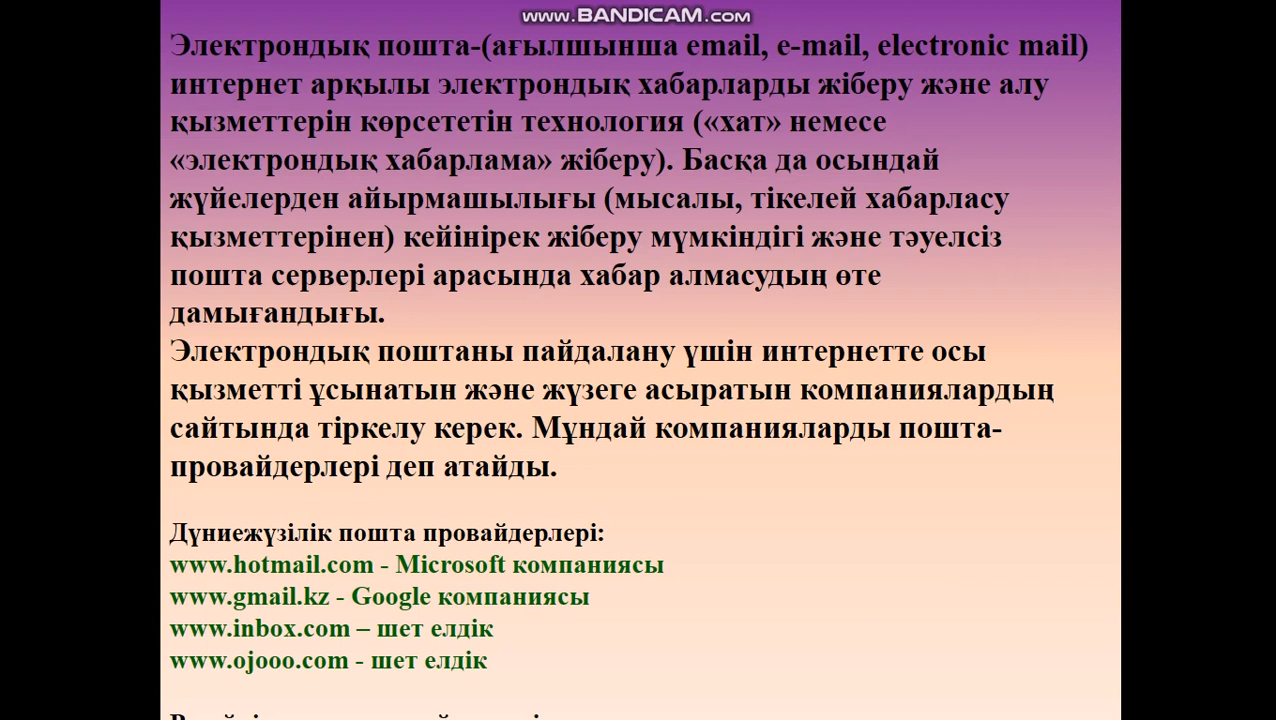 www.BANDICAM.com
Электрондық пошта-(ағылшынша email, e-mail, electronic mail)
интернет арқылы электрондық хабарларды жіберу және алу
қызметтерін көрсететін технология («хат» немесе
«электрондық хабарлама» жіберу). Басқа да осындай
жүйелерден айырмашылығы (мысалы, тікелей хабарласу
қызметтерінен) кейінірек жіберу мүмкіндігі және тәуелсіз
пошта серверлері арасында хабар алмасудың өте
дамығандығы.
Электрондық поштаны пайдалану үшін интернетте осы
қызметті ұсынатын және жүзеге асыратын компаниялардың
сайтында тіркелу керек. Мұндай компанияларды пошта-
провайдерлері деп атайды.
Дүниежүзілік пошта провайдерлері:
www.hotmail.com - Microsoft компаниясы
www.gmail.kz - Google компаниясы
www.inbox.com – шет елдік
www.ojooo.com - шет елдік